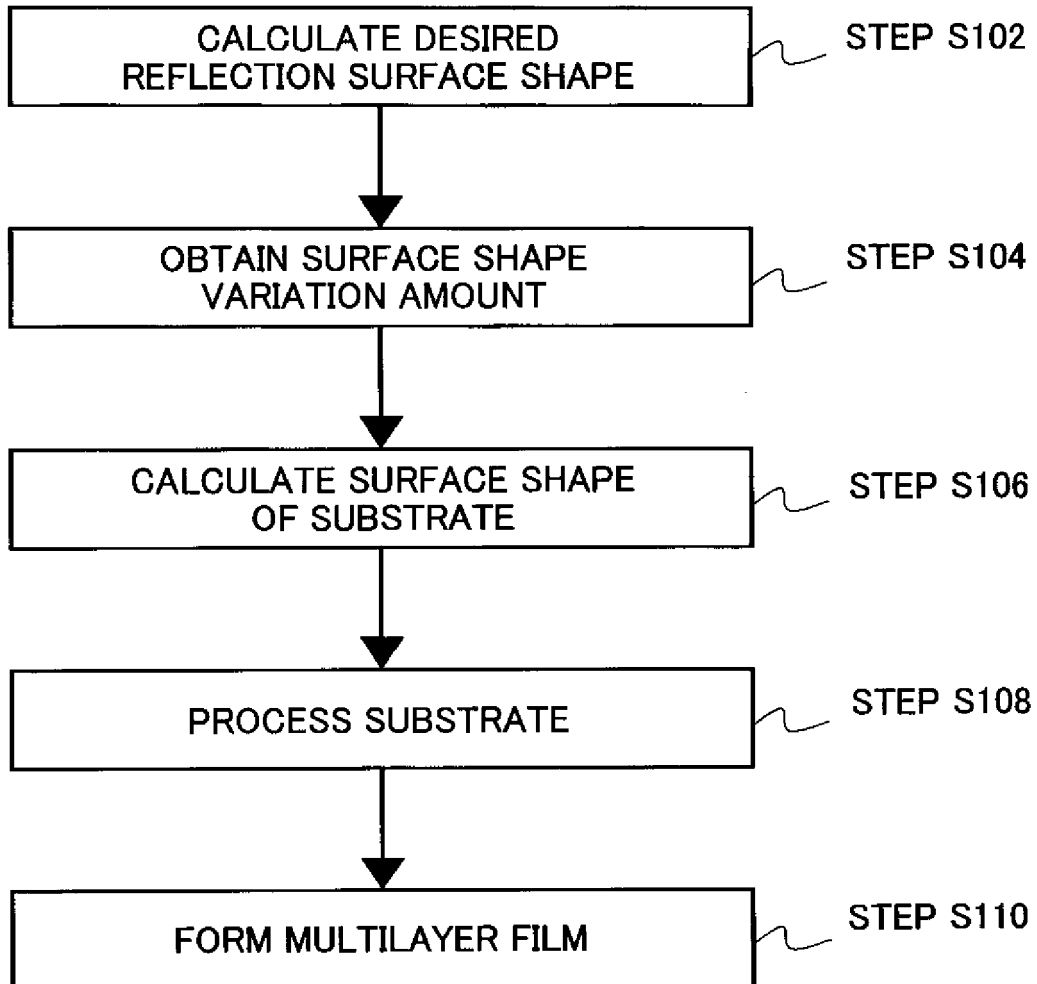 CALCULATE DESIRED
REFLECTION SURFACE SHAPE
STEP S102
OBTAIN SURFACE SHAPE
VARIATION AMOUNT
STEP S104
CALCULATE SURFACE SHAPE
OF SUBSTRATE
STEP S106
PROCESS SUBSTRATE
STEP S108
FORM MULTILAYER FILM
STEP S110